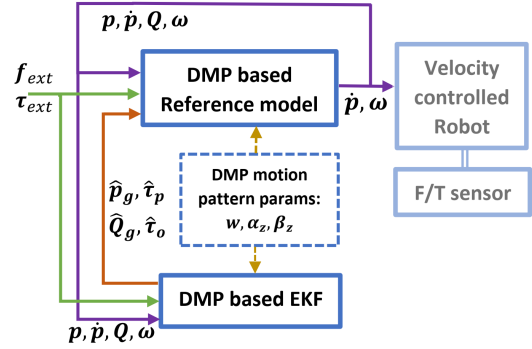 p, ṗ, Q, ω
f_ext
τ_ext
DMP based
Reference model
ṗ, ω
Velocity
controlled
Robot
F/T sensor
DMP motion
pattern params:
w, α_z, β_z
p̂_g, τ̂_p
Q̂_g, τ̂_o
DMP based EKF
p, ṗ, Q, ω